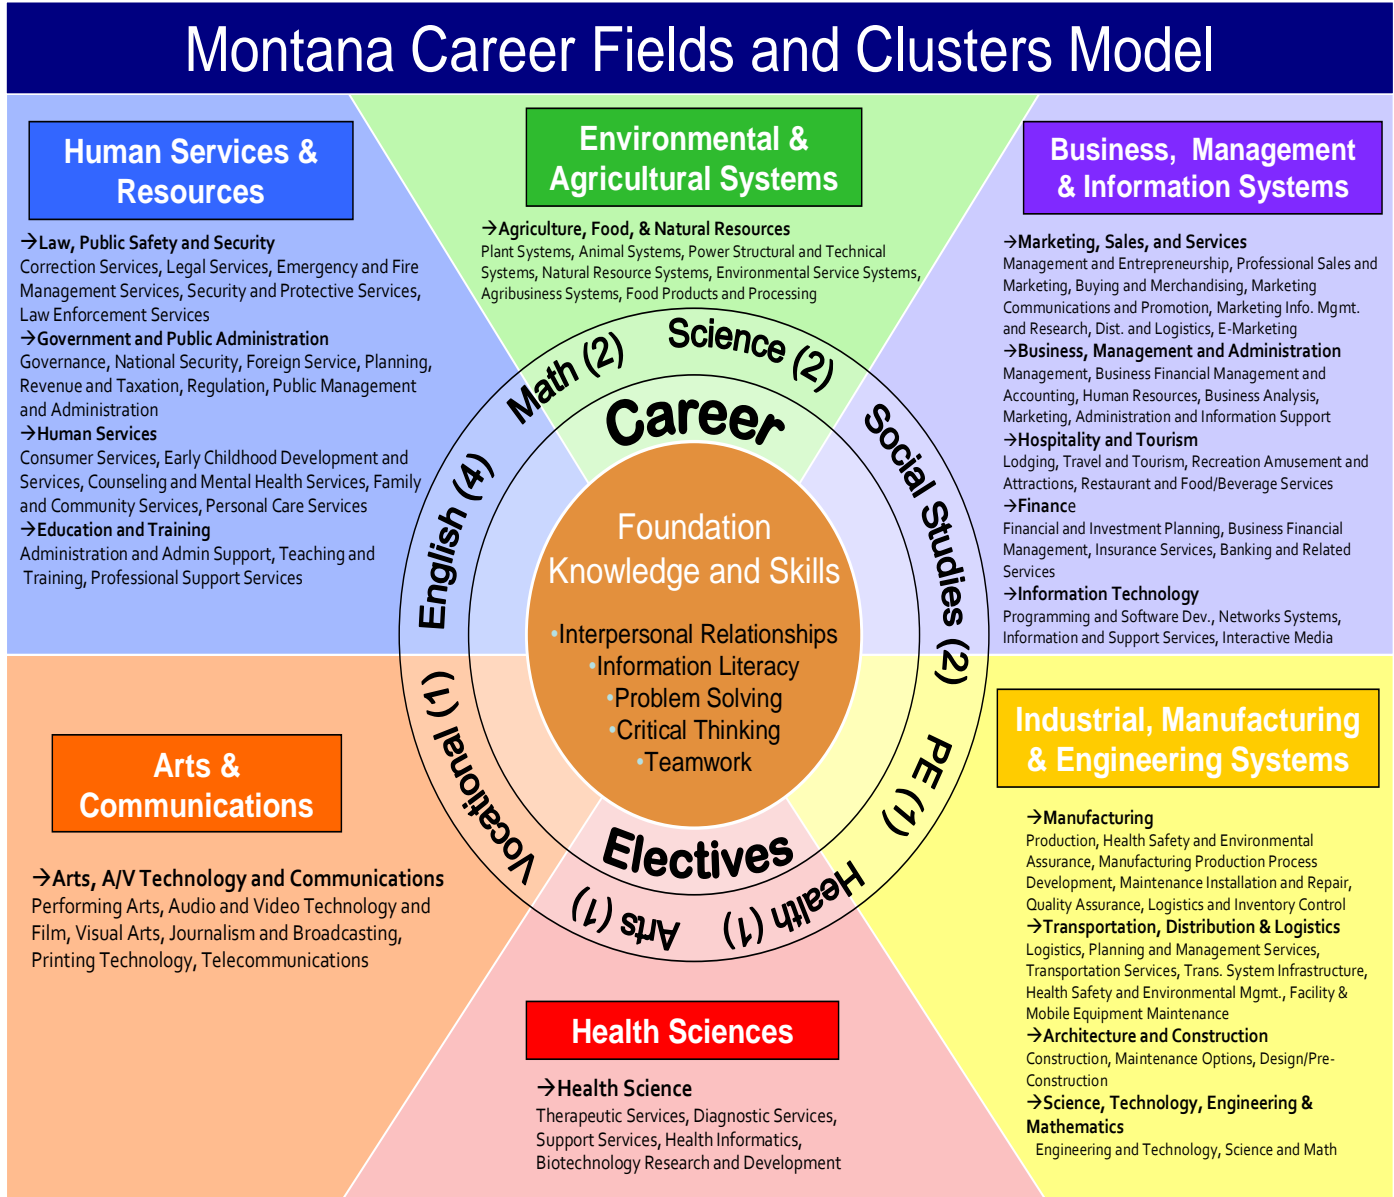 Montana Career Fields and Clusters Model
Human Services &
Resources
→Law, Public Safety and Security
Correction Services, Legal Services, Emergency and Fire
Management Services, Security and Protective Services,
Law Enforcement Services
→Government and Public Administration
Governance, National Security, Foreign Service, Planning,
Revenue and Taxation, Regulation, Public Management
and Administration
→Human Services
Consumer Services, Early Childhood Development and
Services, Counseling and Mental Health Services, Family
and Community Services, Personal Care Services
→Education and Training
Administration and Admin Support, Teaching and
Training, Professional Support Services
Environmental &
Agricultural Systems
→Agriculture, Food, & Natural Resources
Plant Systems, Animal Systems, Power Structural and Technical
Systems, Natural Resource Systems, Environmental Service Systems,
Agribusiness Systems, Food Products and Processing
Business, Management
& Information Systems
→Marketing, Sales, and Services
Management and Entrepreneurship, Professional Sales and
Marketing, Buying and Merchandising, Marketing
Communications and Promotion, Marketing Info. Mgmt.
and Research, Dist. and Logistics, E-Marketing
→Business, Management and Administration
Management, Business Financial Management and
Accounting, Human Resources, Business Analysis,
Marketing, Administration and Information Support
→Hospitality and Tourism
Lodging, Travel and Tourism, Recreation Amusement and
Attractions, Restaurant and Food/Beverage Services
→Finance
Financial and Investment Planning, Business Financial
Management, Insurance Services, Banking and Related
Services
→Information Technology
Programming and Software Dev., Networks Systems,
Information and Support Services, Interactive Media
English (4)
Math (2)
Science (2)
Social Studies (2)
PE (1)
Health (1)
Arts (1)
Vocational (1)
Career
Foundation
Knowledge and Skills
•Interpersonal Relationships
•Information Literacy
•Problem Solving
•Critical Thinking
•Teamwork
Electives
Arts &
Communications
→Arts, A/V Technology and Communications
Performing Arts, Audio and Video Technology and
Film, Visual Arts, Journalism and Broadcasting,
Printing Technology, Telecommunications
Health Sciences
→Health Science
Therapeutic Services, Diagnostic Services,
Support Services, Health Informatics,
Biotechnology Research and Development
Industrial, Manufacturing
& Engineering Systems
→Manufacturing
Production, Health Safety and Environmental
Assurance, Manufacturing Production Process
Development, Maintenance Installation and Repair,
Quality Assurance, Logistics and Inventory Control
→Transportation, Distribution & Logistics
Logistics, Planning and Management Services,
Transportation Services, Trans. System Infrastructure,
Health Safety and Environmental Mgmt., Facility &
Mobile Equipment Maintenance
→Architecture and Construction
Construction, Maintenance Options, Design/Pre-
Construction
→Science, Technology, Engineering &
Mathematics
Engineering and Technology, Science and Math